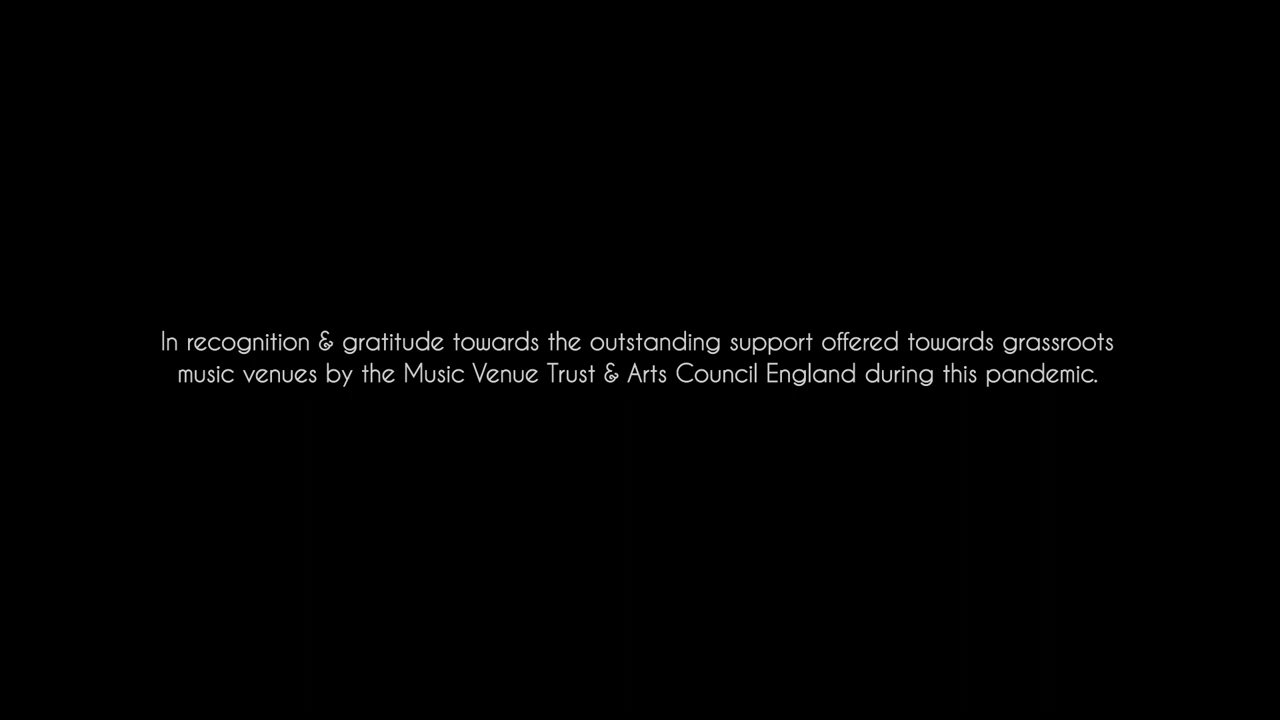 In recognition & gratitude towards the outstanding support offered towards grassroots
music venues by the Music Venue Trust & Arts Council England during this pandemic.